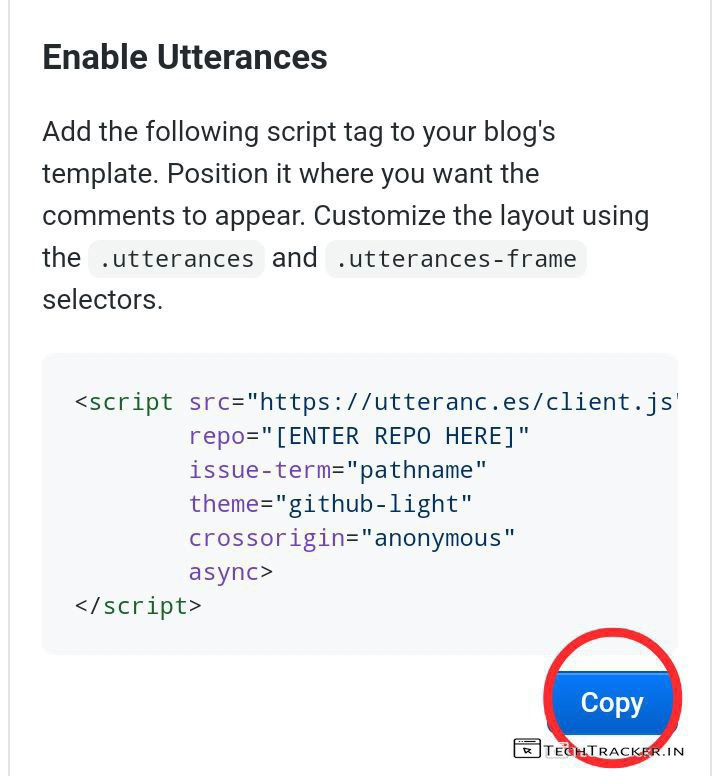 Enable Utterances
Add the following script tag to your blog's
template. Position it where you want the
comments to appear. Customize the layout using
the .utterances and .utterances-frame
selectors.
<script src="https://utteranc.es/client.js"
repo="[ENTER REPO HERE]"
issue-term="pathname"
theme="github-light"
crossorigin="anonymous"
async>
</script>
Copy
TechTracker.in